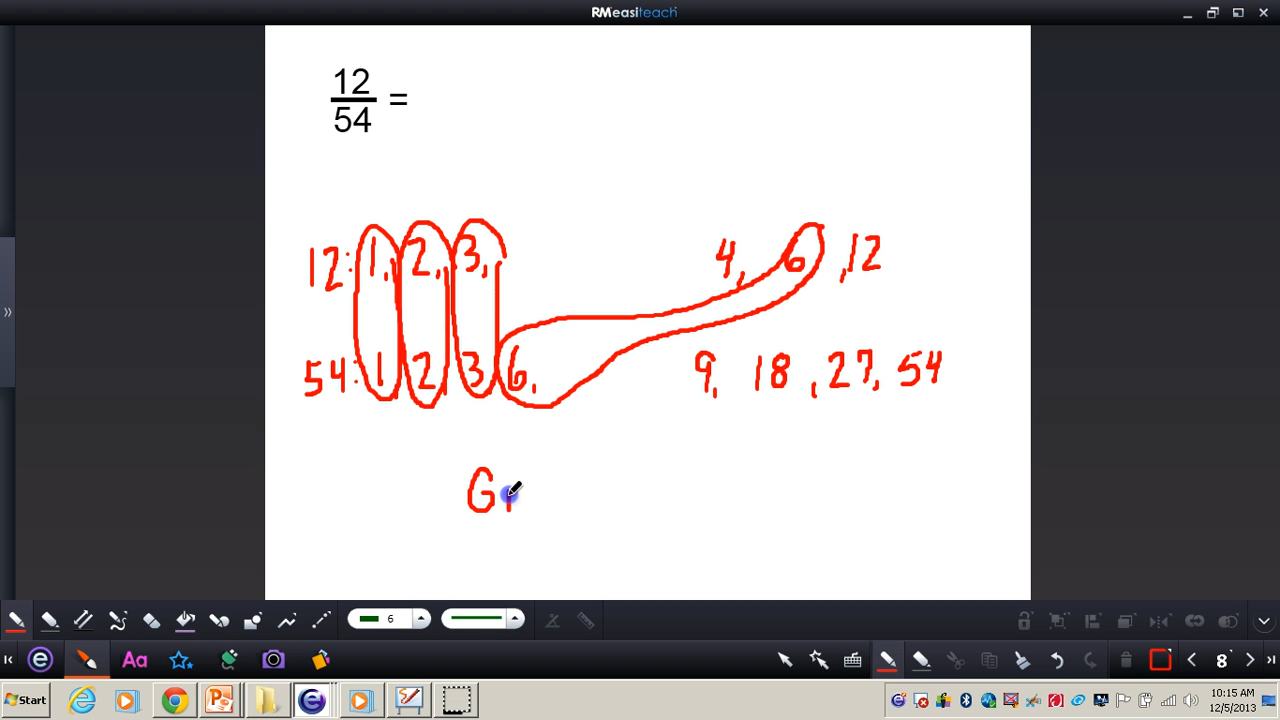 RMeasiteach
12
54 =
12: 1, 2, 3, 4, 6, 12
54: 1 2 3 6, 9, 18, 27, 54
G
6
Aa
8
Start
10:15 AM
12/5/2013